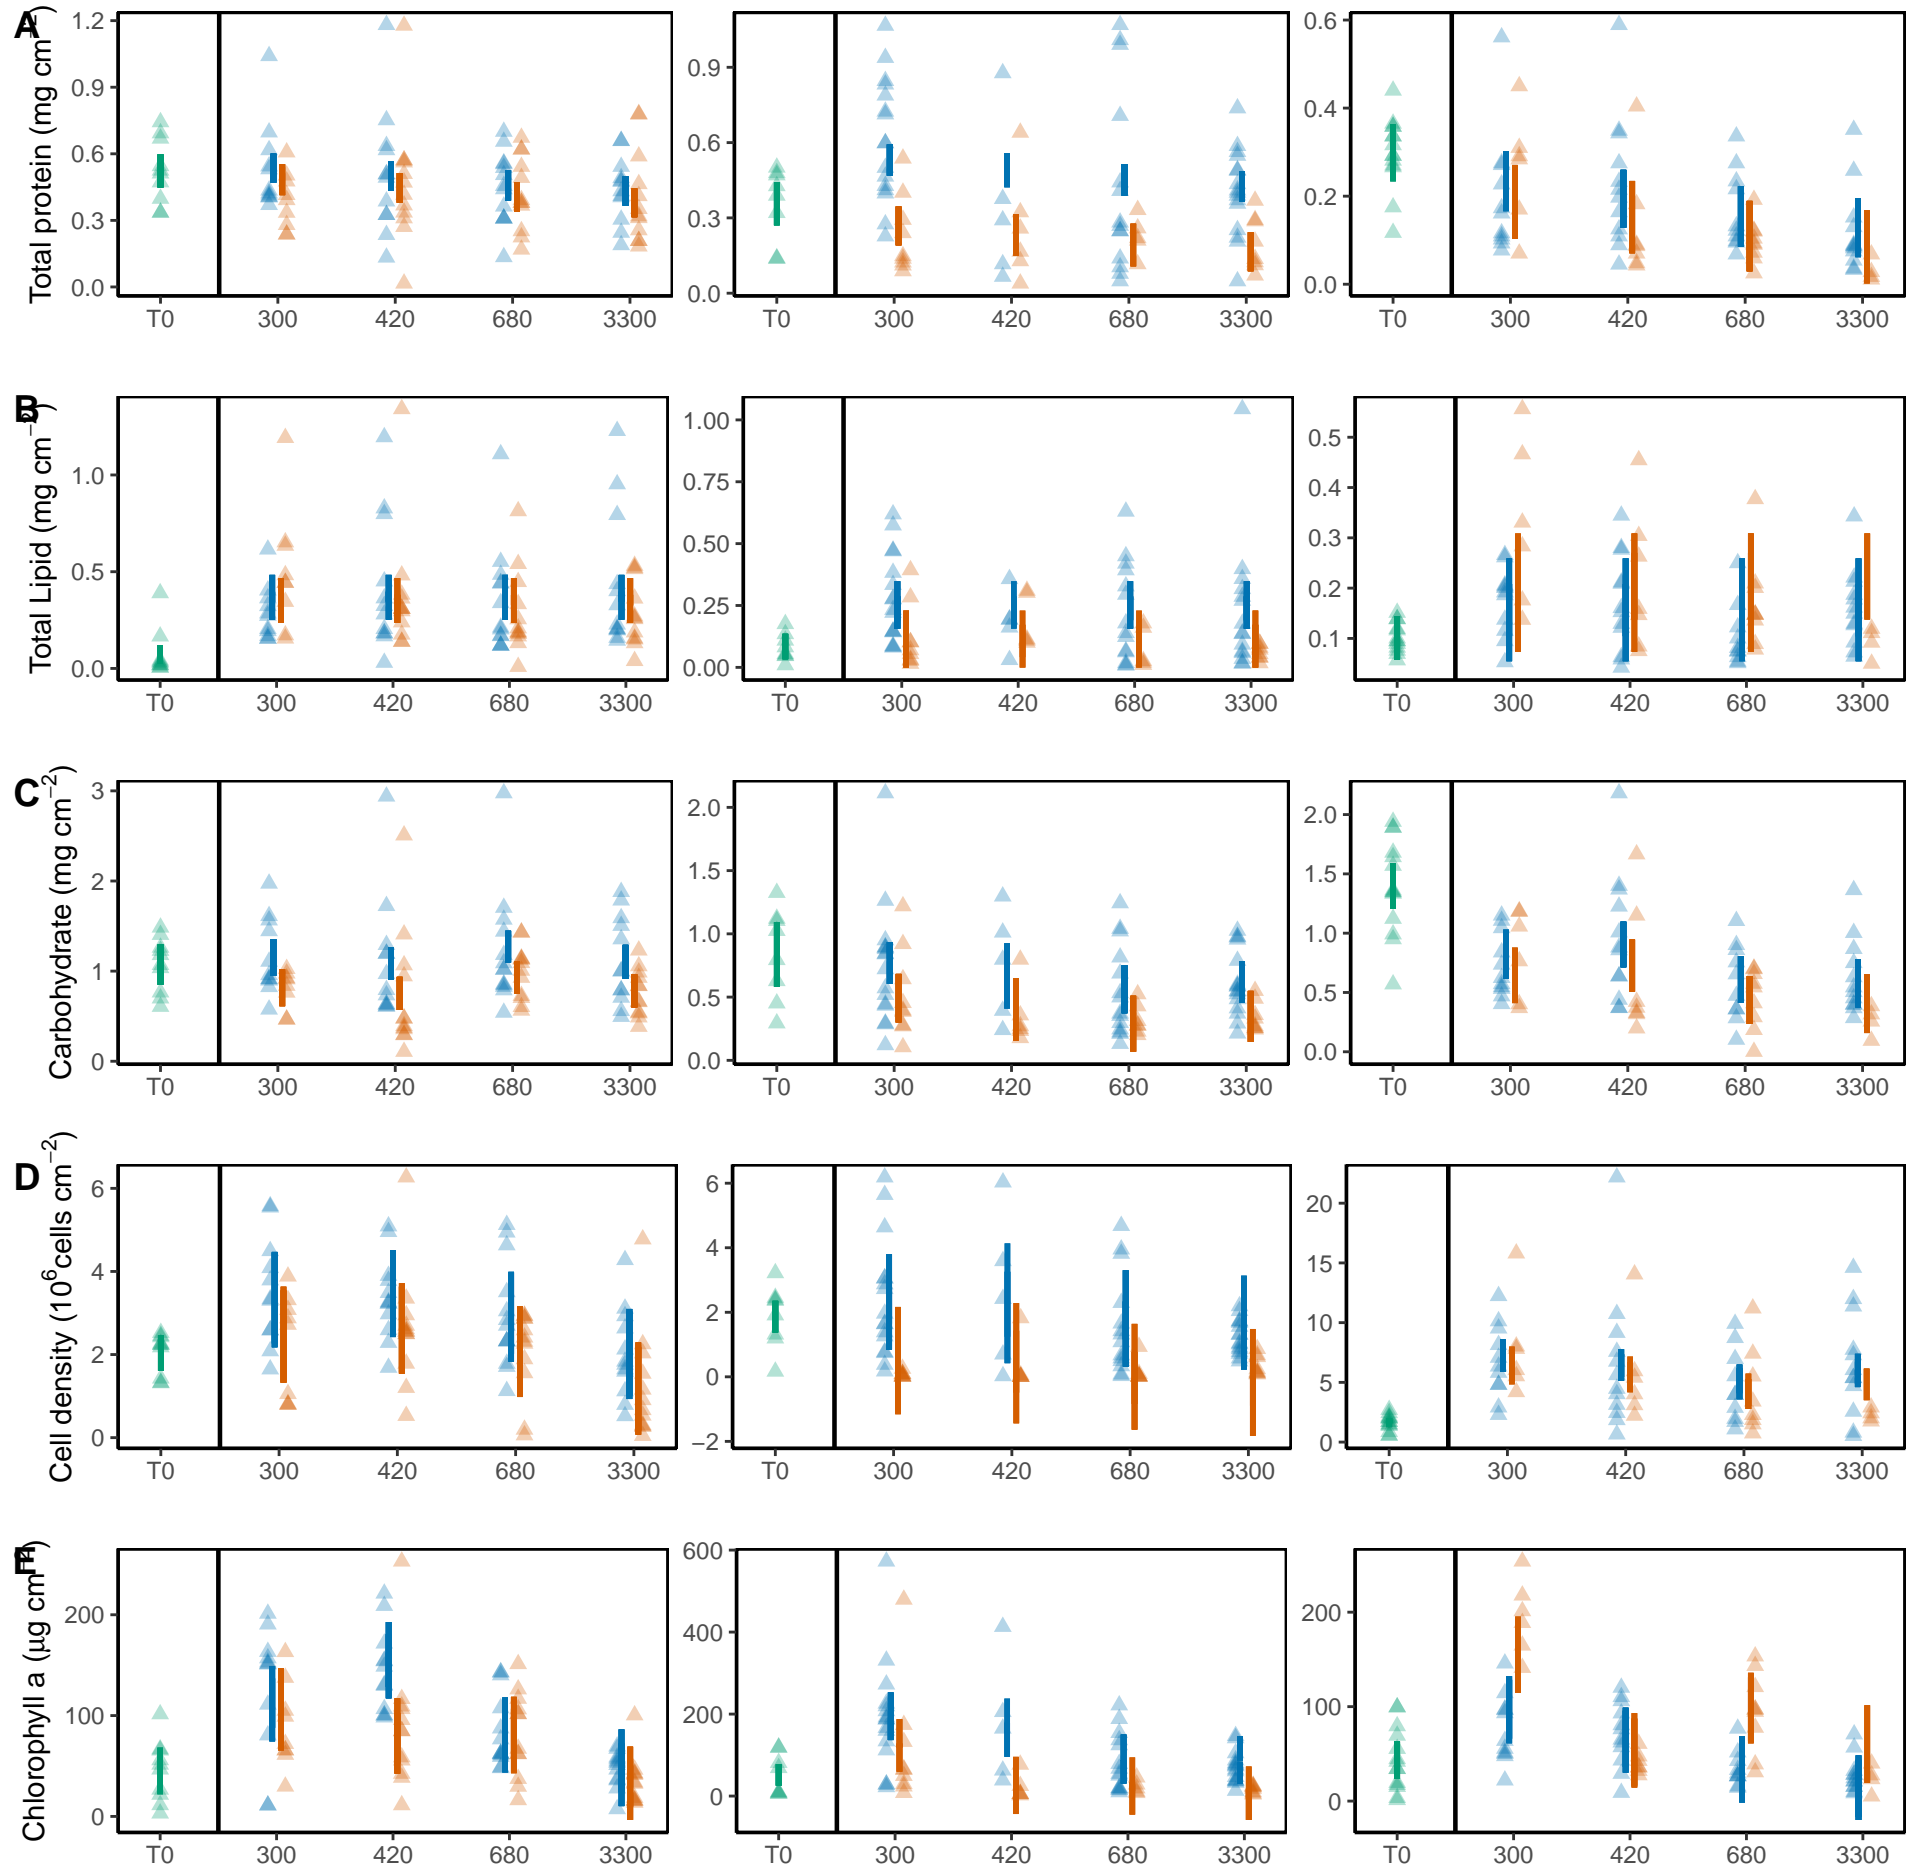 A
Total protein (mg cm⁻²)
1.2
0.9
0.6
0.3
0.0
T0 300 420 680 3300
0.9
0.6
0.3
0.0
T0 300 420 680 3300
0.6
0.4
0.2
0.0
T0 300 420 680 3300
B
Total Lipid (mg cm⁻²)
1.0
0.5
0.0
T0 300 420 680 3300
1.00
0.75
0.50
0.25
0.00
T0 300 420 680 3300
0.5
0.4
0.3
0.2
0.1
T0 300 420 680 3300
C
Carbohydrate (mg cm⁻²)
3
2
1
0
T0 300 420 680 3300
2.0
1.5
1.0
0.5
0.0
T0 300 420 680 3300
2.0
1.5
1.0
0.5
0.0
T0 300 420 680 3300
D
Cell density (10⁶cells cm⁻²)
6
4
2
0
T0 300 420 680 3300
6
4
2
0
−2
T0 300 420 680 3300
20
15
10
5
0
T0 300 420 680 3300
E
Chlorophyll a (µg cm⁻²)
200
100
0
T0 300 420 680 3300
600
400
200
0
T0 300 420 680 3300
200
100
0
T0 300 420 680 3300